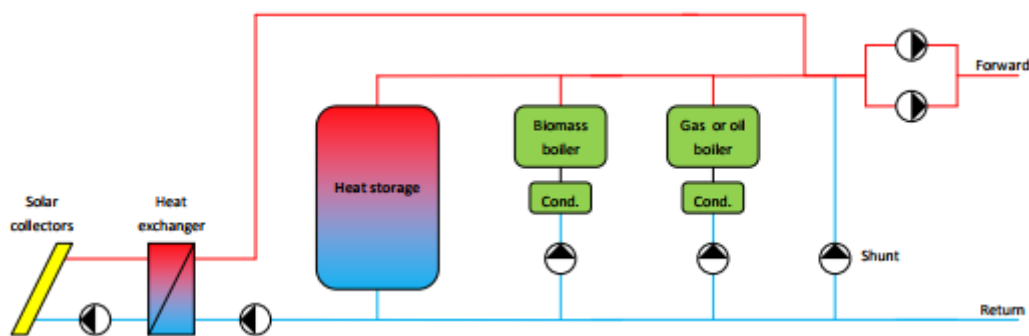 Forward
Biomass
boiler
Gas or oil
boiler
Heat storage
Solar
collectors
Heat
exchanger
Cond.
Cond.
Shunt
Return